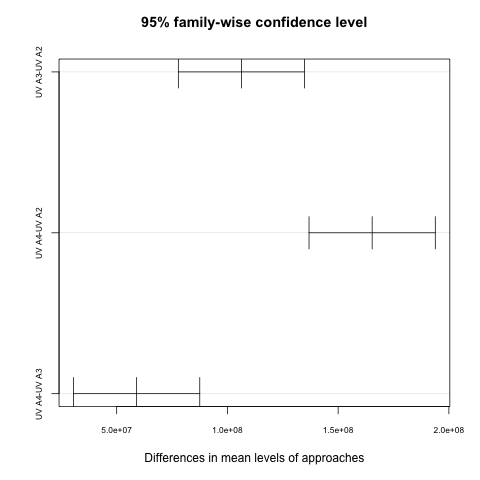 95% family-wise confidence level
UV A3-UV A2
UV A4-UV A2
UV A4-UV A3
5.0e+07 1.0e+08 1.5e+08 2.0e+08
Differences in mean levels of approaches